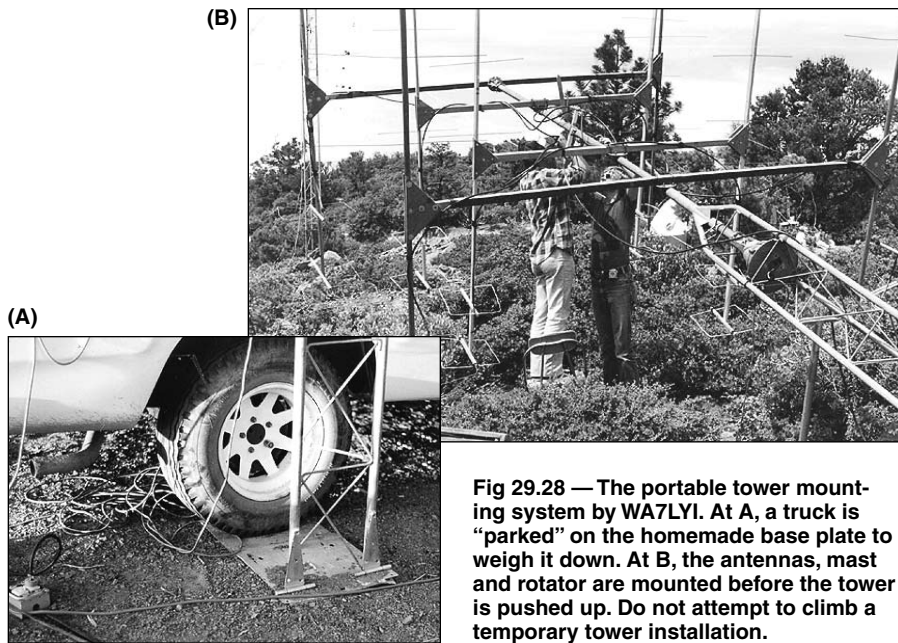 (B)
(A)
Fig 29.28 — The portable tower mount-
ing system by WA7LYI. At A, a truck is
“parked” on the homemade base plate to
weigh it down. At B, the antennas, mast
and rotator are mounted before the tower
is pushed up. Do not attempt to climb a
temporary tower installation.